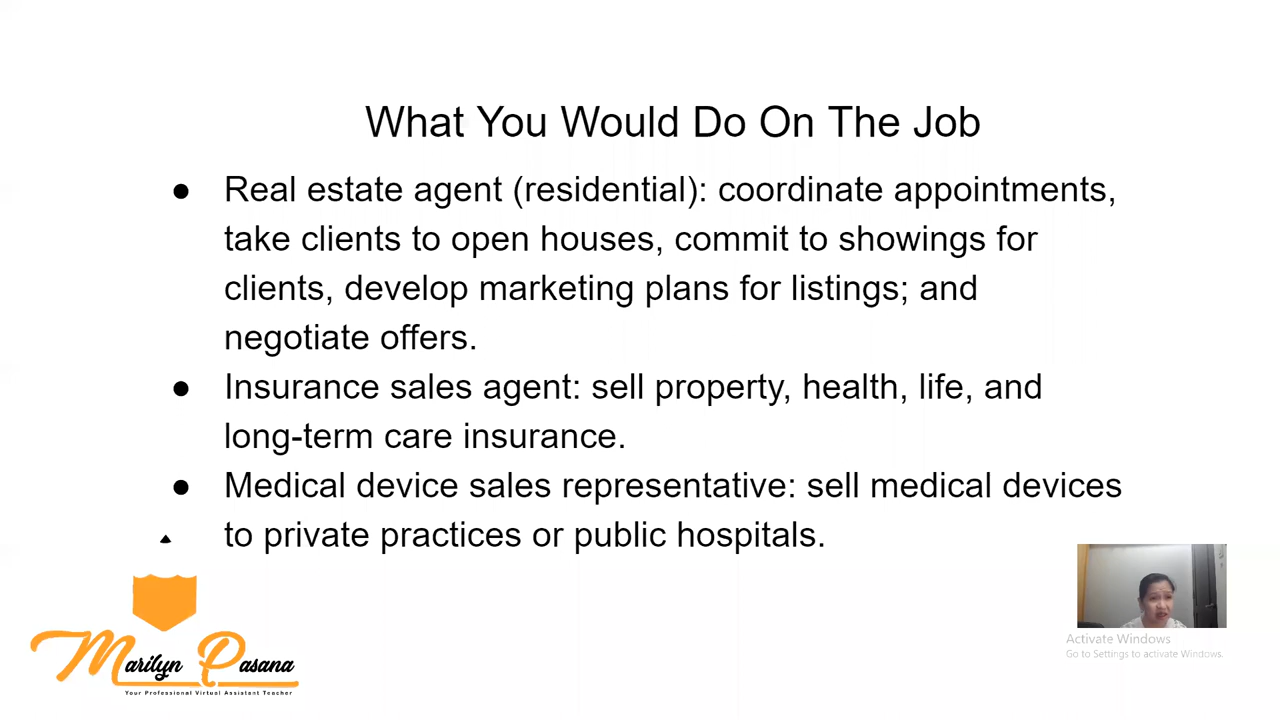 What You Would Do On The Job
● Real estate agent (residential): coordinate appointments,
take clients to open houses, commit to showings for
clients, develop marketing plans for listings; and
negotiate offers.
● Insurance sales agent: sell property, health, life, and
long-term care insurance.
● Medical device sales representative: sell medical devices
to private practices or public hospitals.
Marilyn Pasana
Your Professional Virtual Assistant Teacher
Activate Windows
Go to Settings to activate Windows.